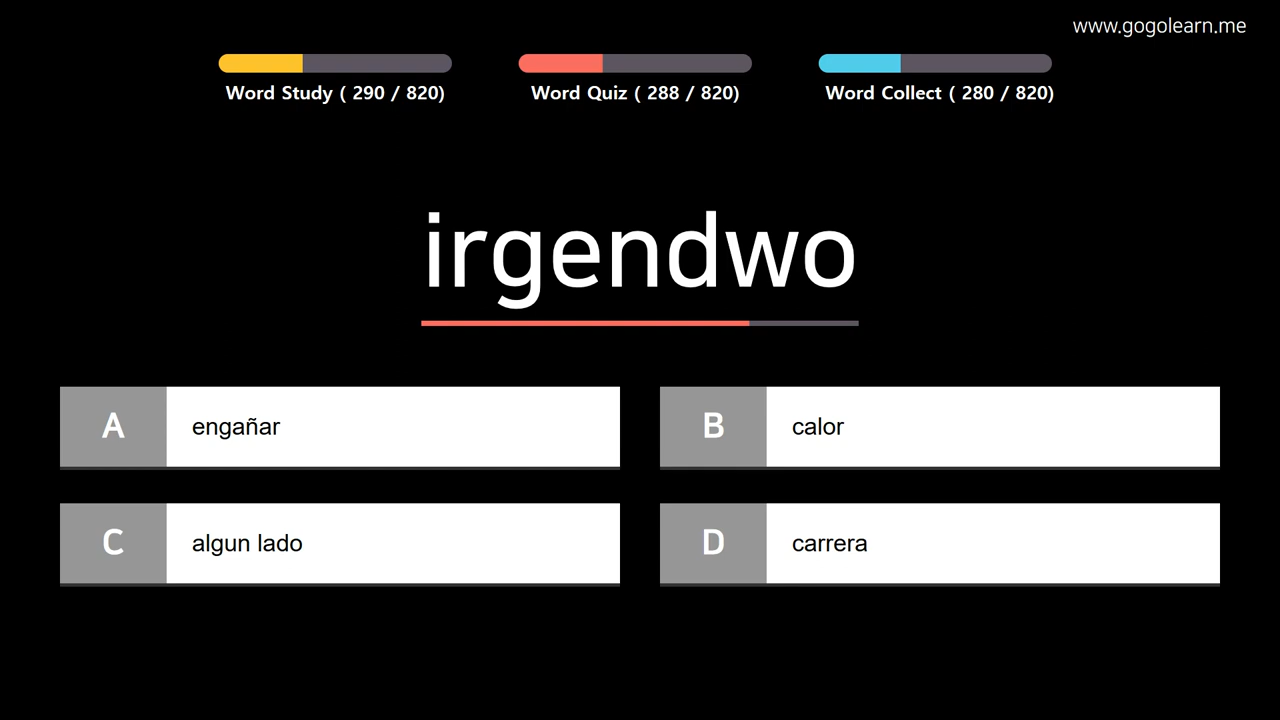 www.gogolearn.me
Word Study ( 290 / 820)
Word Quiz ( 288 / 820)
Word Collect ( 280 / 820)
irgendwo
A
engañar
B
calor
C
algun lado
D
carrera